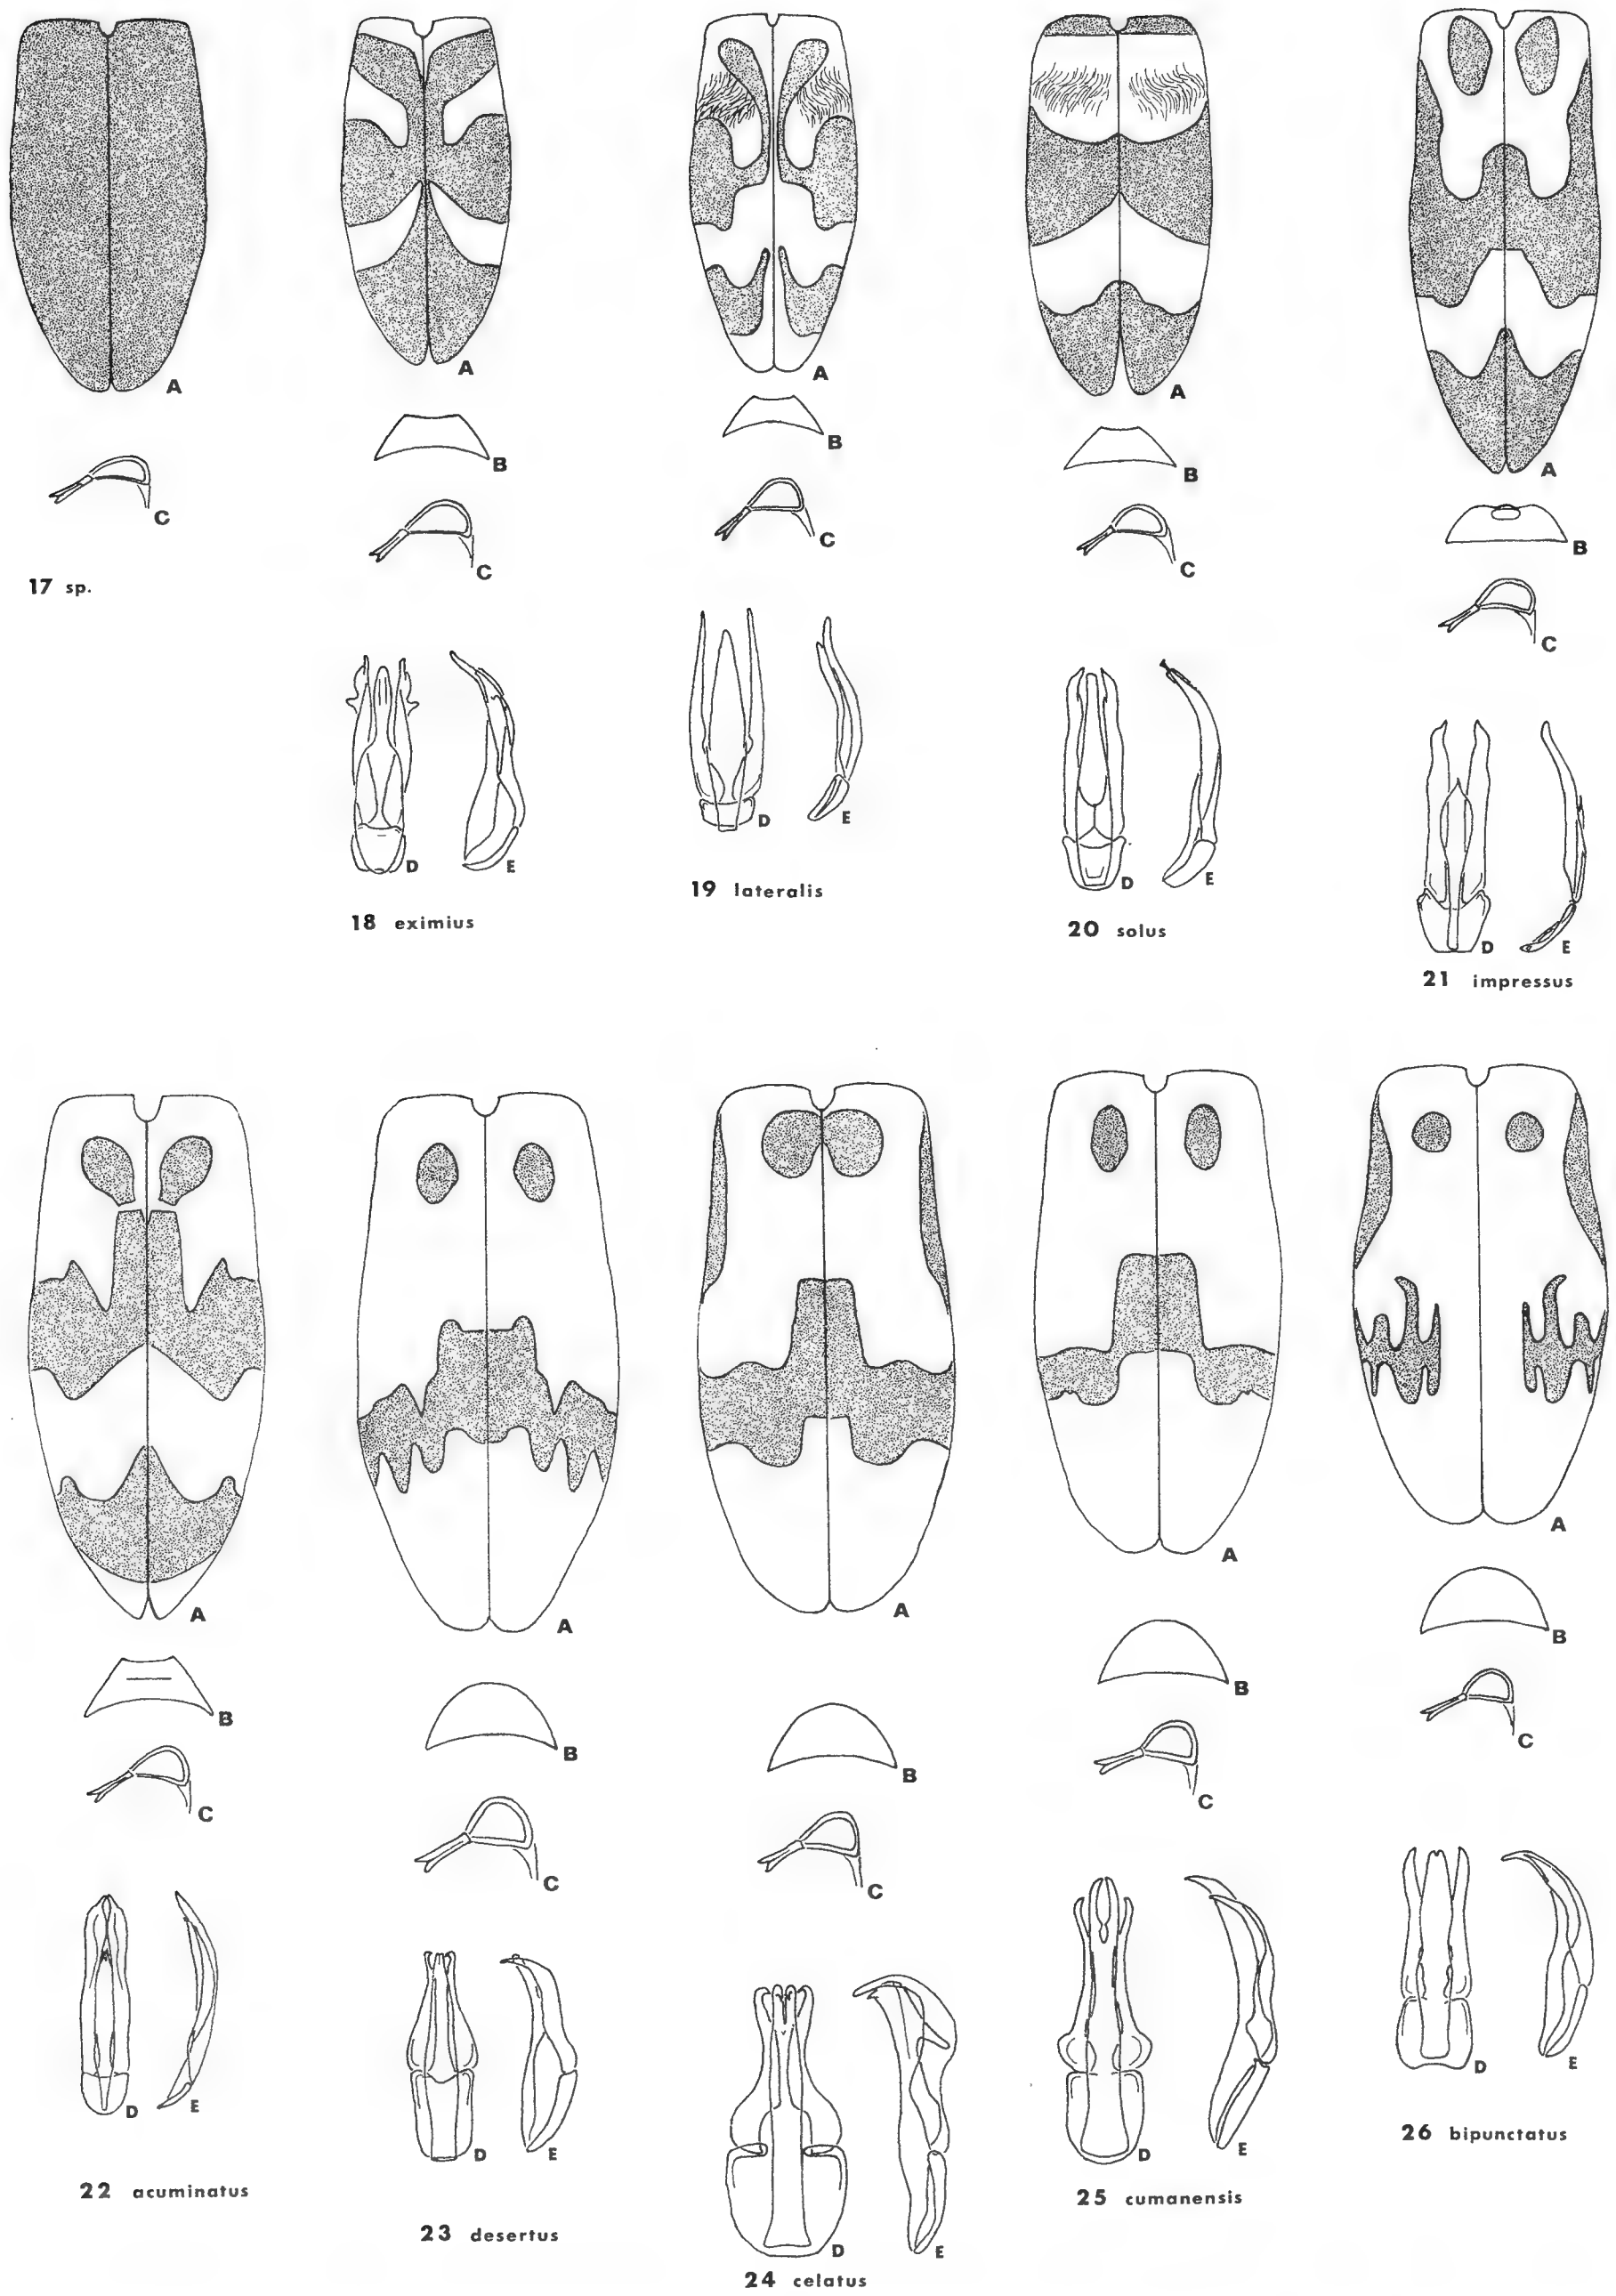 A
A
A
A
A
B
B
B
B
C
C
C
C
C
17 sp.
D
E
D
E
D
E
D
E
18 eximius
19 lateralis
20 solus
21 impressus
A
A
A
A
A
B
B
B
B
B
C
C
C
C
C
D
E
D
E
D
E
D
E
D
E
22 acuminatus
23 desertus
24 celatus
25 cumanensis
26 bipunctatus